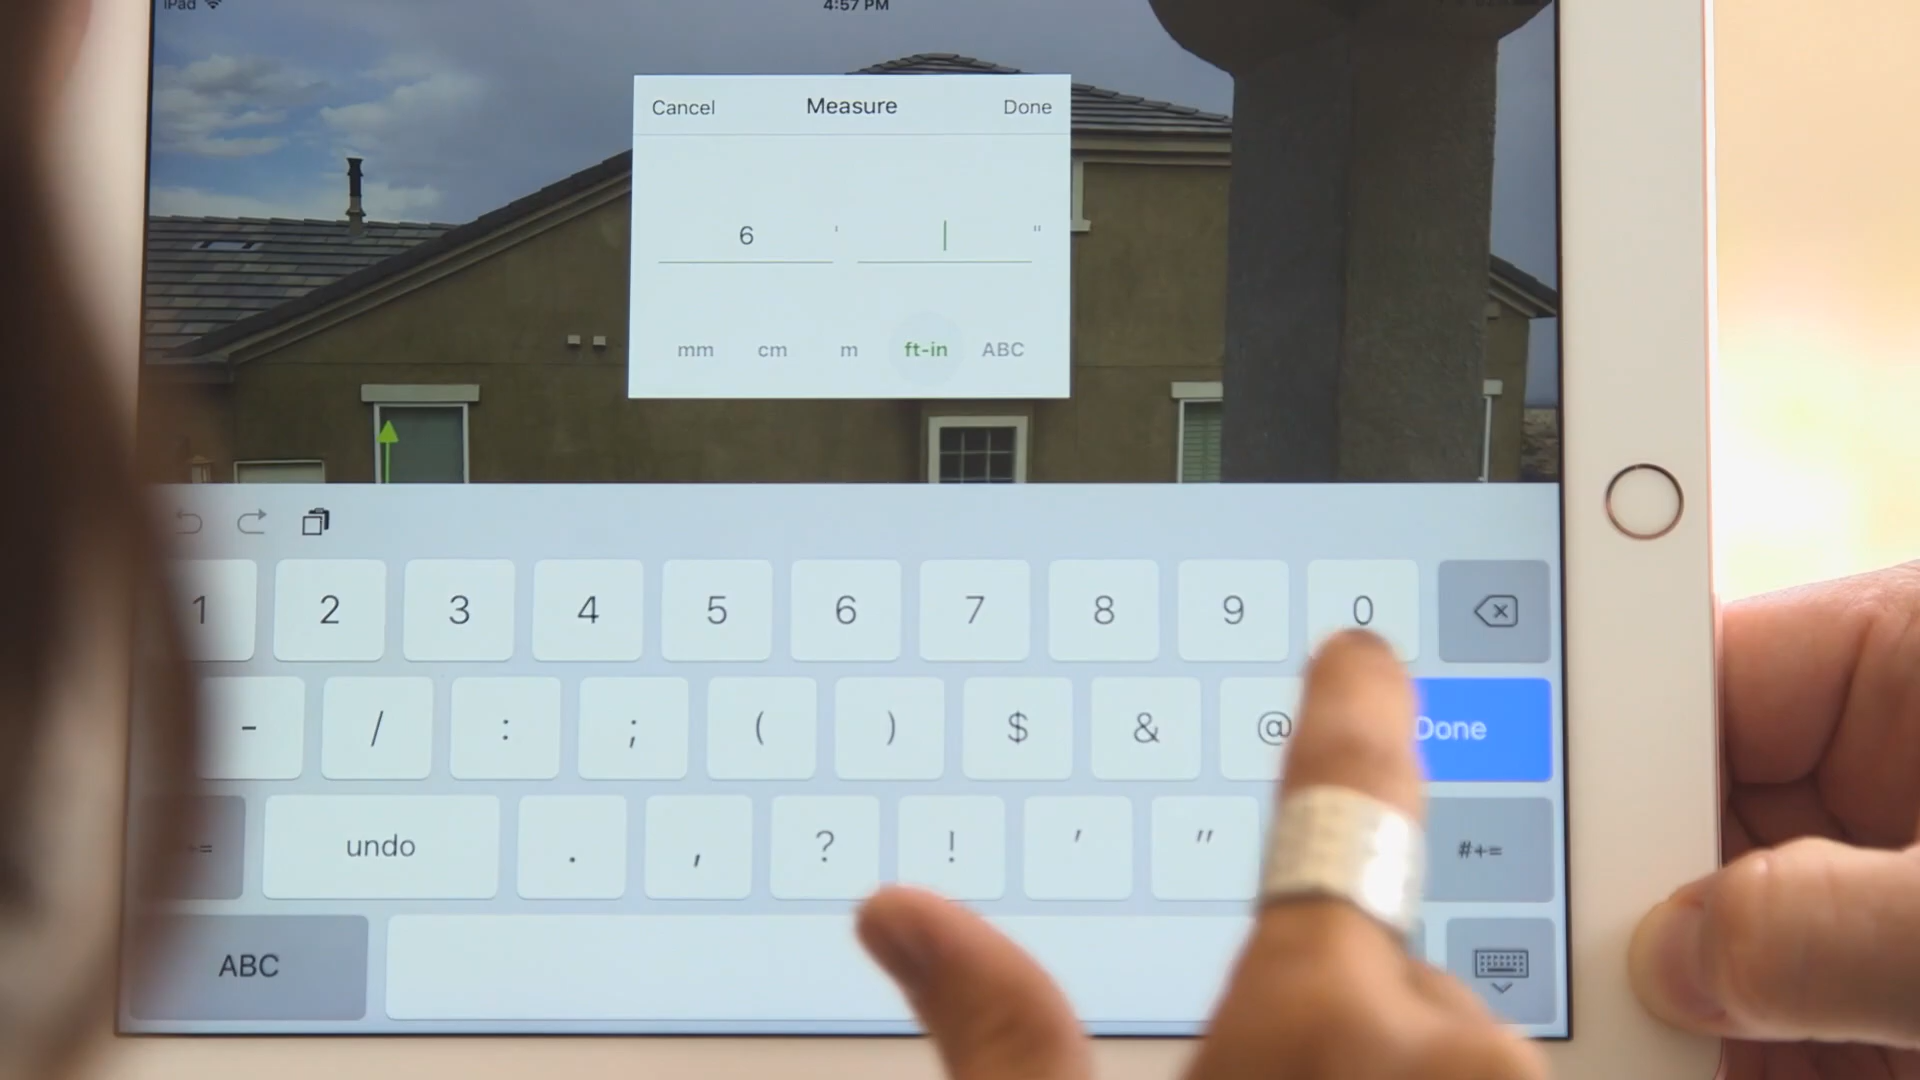 iPad 4:57 PM
Cancel Measure Done
6 ' "
mm cm m ft-in ABC
1 2 3 4 5 6 7 8 9 0
- / : ; ( ) $ & @ Done
undo . , ? ! ' " #+=
ABC